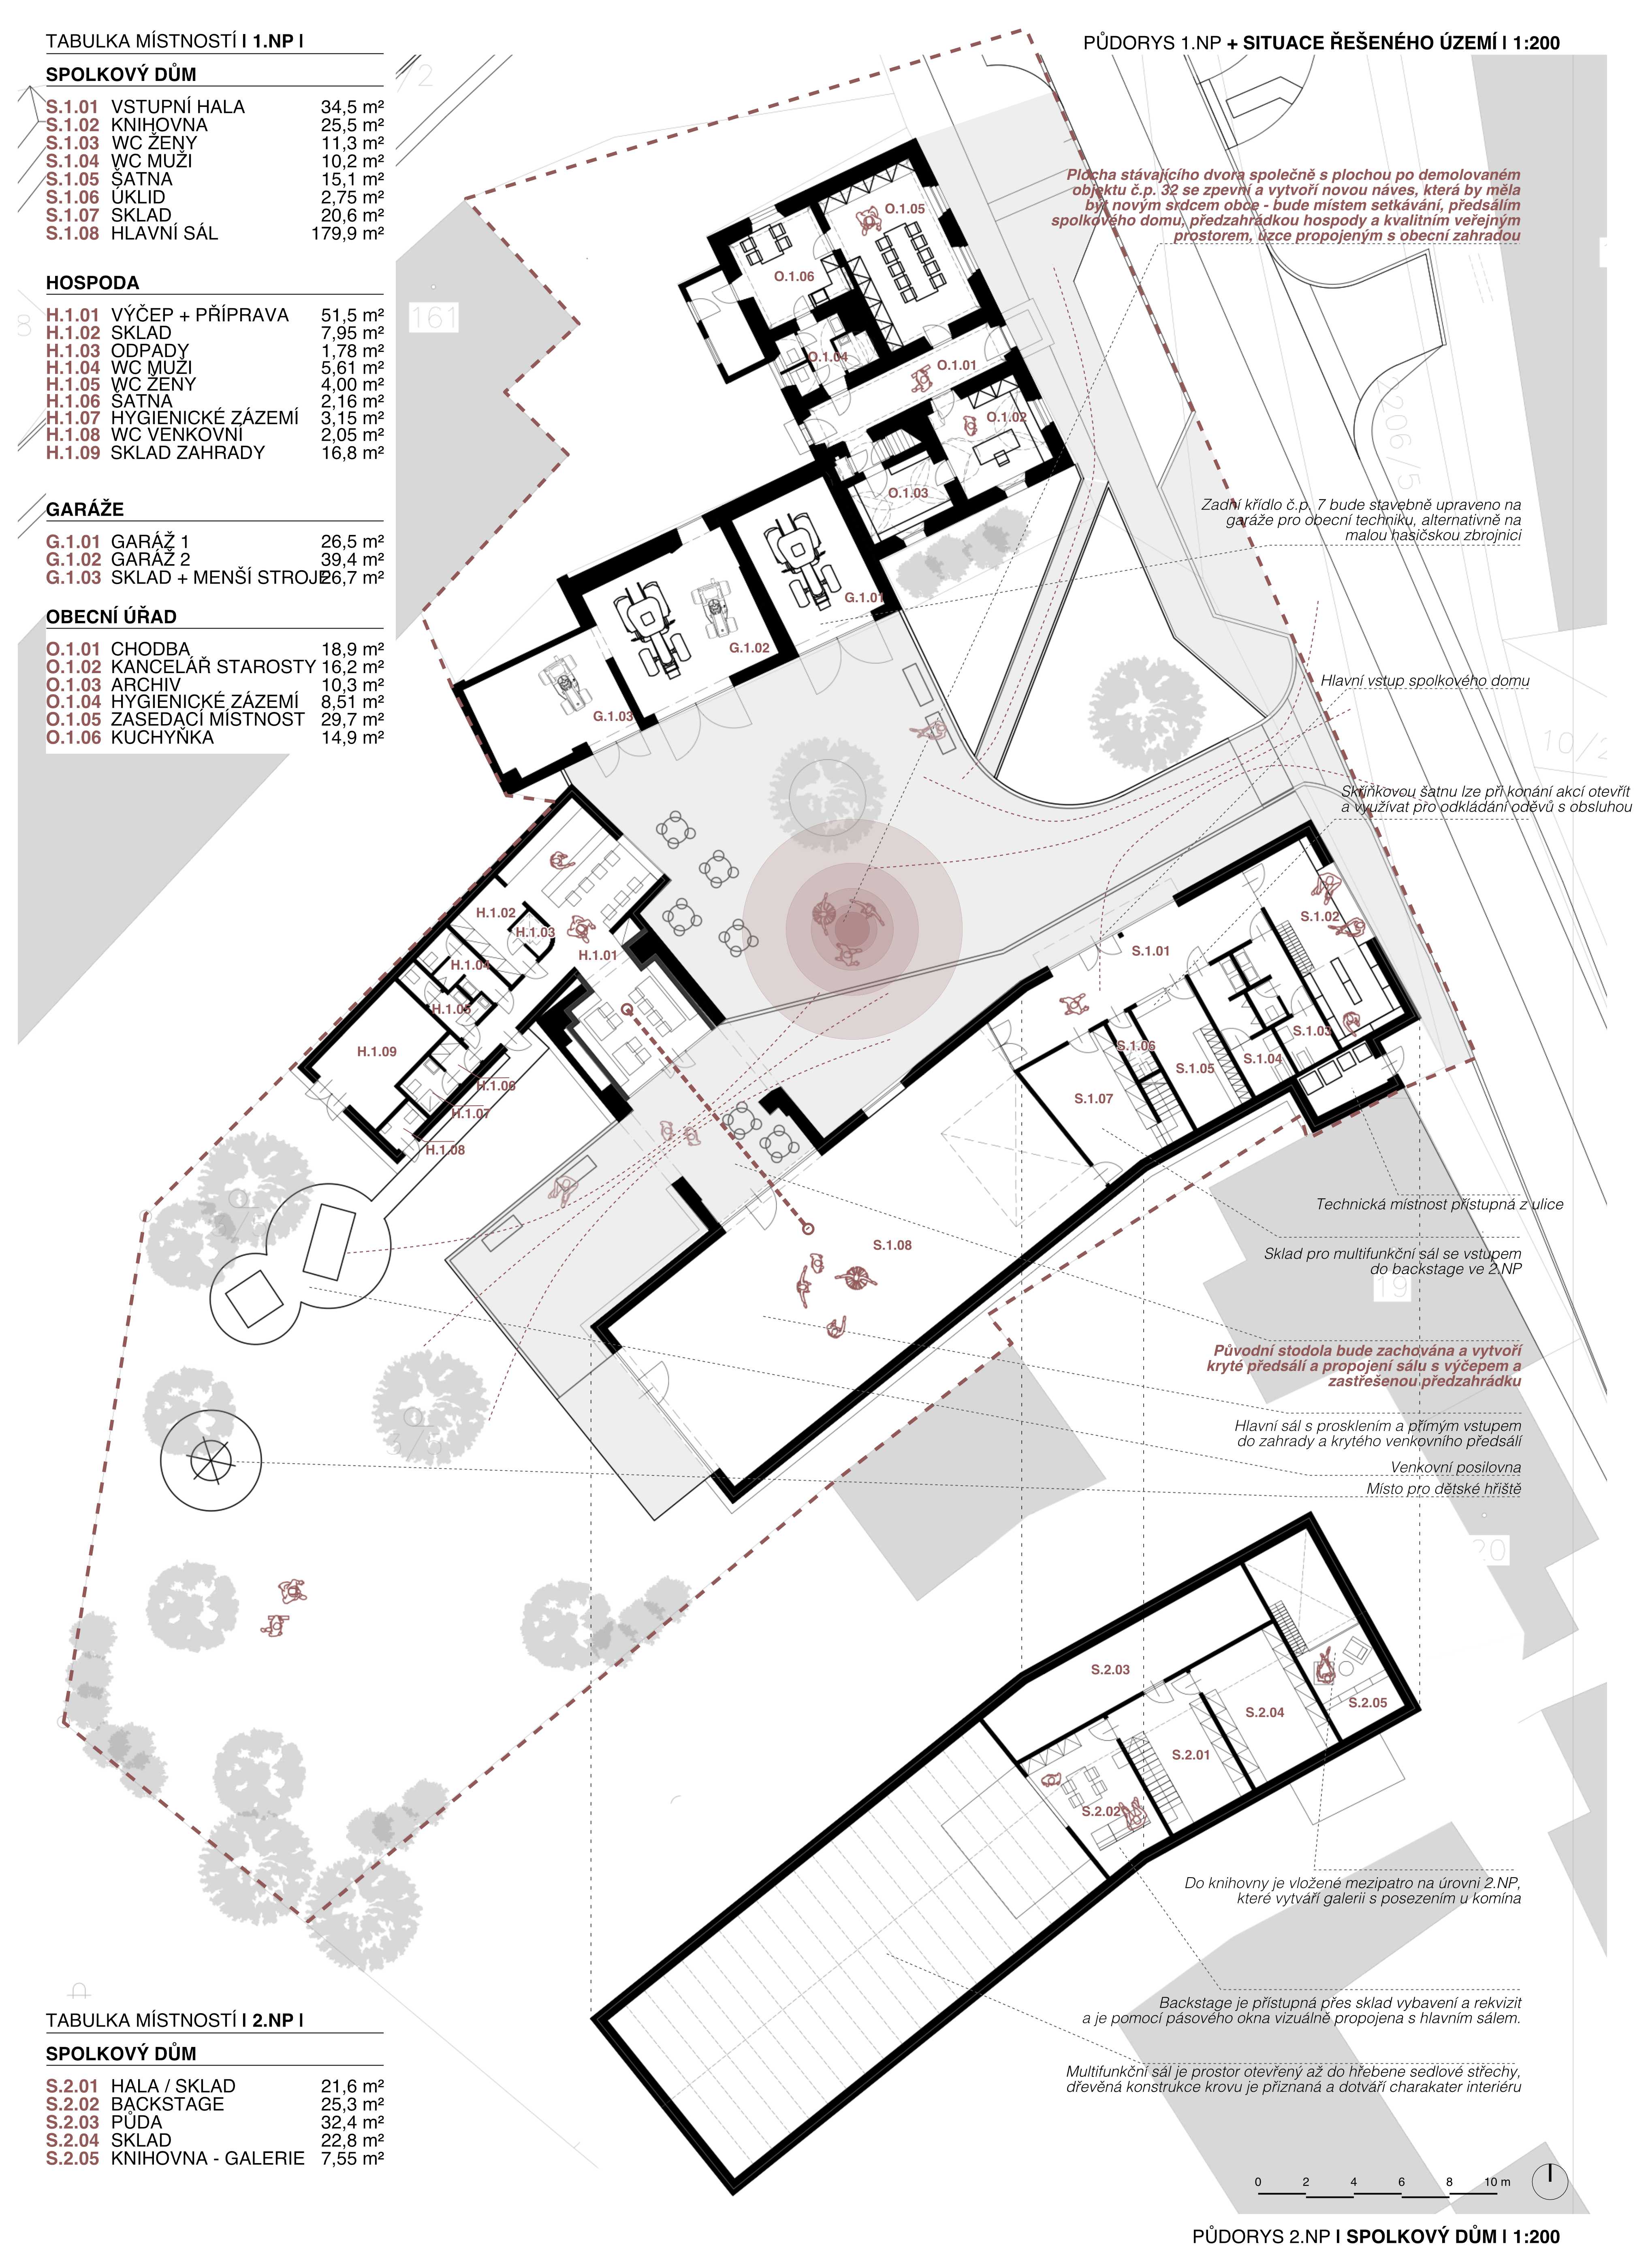 TABULKA MÍSTNOSTÍ I 1.NP I
SPOLKOVÝ DŮM
S.1.01 VSTUPNÍ HALA 34,5 m²
S.1.02 KNIHOVNA 25,5 m²
S.1.03 WC ŽENY 11,3 m²
S.1.04 WC MUŽI 10,2 m²
S.1.05 ŠATNA 15,1 m²
S.1.06 ÚKLID 2,75 m²
S.1.07 SKLAD 20,6 m²
S.1.08 HLAVNÍ SÁL 179,9 m²
HOSPODA
H.1.01 VÝČEP + PŘÍPRAVA 51,5 m²
H.1.02 SKLAD 7,95 m²
H.1.03 ODPADY 1,78 m²
H.1.04 WC MUŽI 5,61 m²
H.1.05 WC ŽENY 4,00 m²
H.1.06 ŠATNA 2,16 m²
H.1.07 HYGIENICKÉ ZÁZEMÍ 3,15 m²
H.1.08 WC VENKOVNÍ 2,05 m²
H.1.09 SKLAD ZAHRADY 16,8 m²
GARÁŽE
G.1.01 GARÁŽ 1 26,5 m²
G.1.02 GARÁŽ 2 39,4 m²
G.1.03 SKLAD + MENŠÍ STROJE 26,7 m²
OBECNÍ ÚŘAD
O.1.01 CHODBA 18,9 m²
O.1.02 KANCELÁŘ STAROSTY 16,2 m²
O.1.03 ARCHIV 10,3 m²
O.1.04 HYGIENICKÉ ZÁZEMÍ 8,51 m²
O.1.05 ZASEDACÍ MÍSTNOST 29,7 m²
O.1.06 KUCHYŇKA 14,9 m²
PŮDORYS 1.NP + SITUACE ŘEŠENÉHO ÚZEMÍ I 1:200
Plocha stávajícího dvora společně s plochou po demolovaném
objektu č.p. 32 se zpevní a vytvoří novou náves, která by měla
být novým srdcem obce - bude místem setkávání, předsálím
spolkového domu, předzahrádkou hospody a kvalitním veřejným
prostorem, úzce propojeným s obecní zahradou
O.1.05
O.1.06
161
O.1.04
O.1.01
O.1.02
O.1.03
2206/5
Zadní křídlo č.p. 7 bude stavebně upraveno na
garáže pro obecní techniku, alternativně na
malou hasičskou zbrojnici
G.1.01
G.1.02
G.1.03
Hlavní vstup spolkového domu
10/2
Skříňkovou šatnu lze při konání akcí otevřít
a využívat pro odkládání oděvů s obsluhou
H.1.02
H.1.03
H.1.01
H.1.04
H.1.05
H.1.09
H.1.06
H.1.07
H.1.08
S.1.02
S.1.01
S.1.03
S.1.06
S.1.04
S.1.05
S.1.07
S.1.08
Technická místnost přístupná z ulice
Sklad pro multifunkční sál se vstupem
do backstage ve 2.NP
19
Původní stodola bude zachována a vytvoří
kryté předsálí a propojení sálu s výčepem a
zastřešenou předzahrádku
Hlavní sál s prosklením a přímým vstupem
do zahrady a krytého venkovního předsálí
Venkovní posilovna
Místo pro dětské hřiště
20
S.2.03
S.2.05
S.2.04
S.2.01
S.2.02
Do knihovny je vložené mezipatro na úrovni 2.NP,
které vytváří galerii s posezením u komína
Backstage je přístupná přes sklad vybavení a rekvizit
a je pomocí pásového okna vizuálně propojena s hlavním sálem.
Multifunkční sál je prostor otevřený až do hřebene sedlové střechy,
dřevěná konstrukce krovu je přiznaná a dotváří charakater interiéru
TABULKA MÍSTNOSTÍ I 2.NP I
SPOLKOVÝ DŮM
S.2.01 HALA / SKLAD 21,6 m²
S.2.02 BACKSTAGE 25,3 m²
S.2.03 PŮDA 32,4 m²
S.2.04 SKLAD 22,8 m²
S.2.05 KNIHOVNA - GALERIE 7,55 m²
0 2 4 6 8 10 m
PŮDORYS 2.NP I SPOLKOVÝ DŮM I 1:200